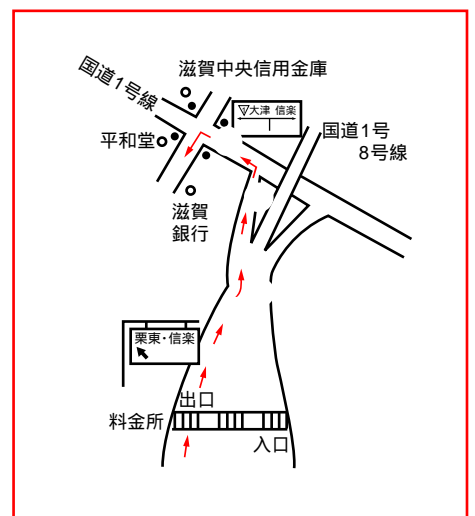 滋賀中央信用金庫
国道1号線
▽大津 信楽
国道1号
8号線
平和堂
滋賀
銀行
栗東・信楽
出口
料金所
入口